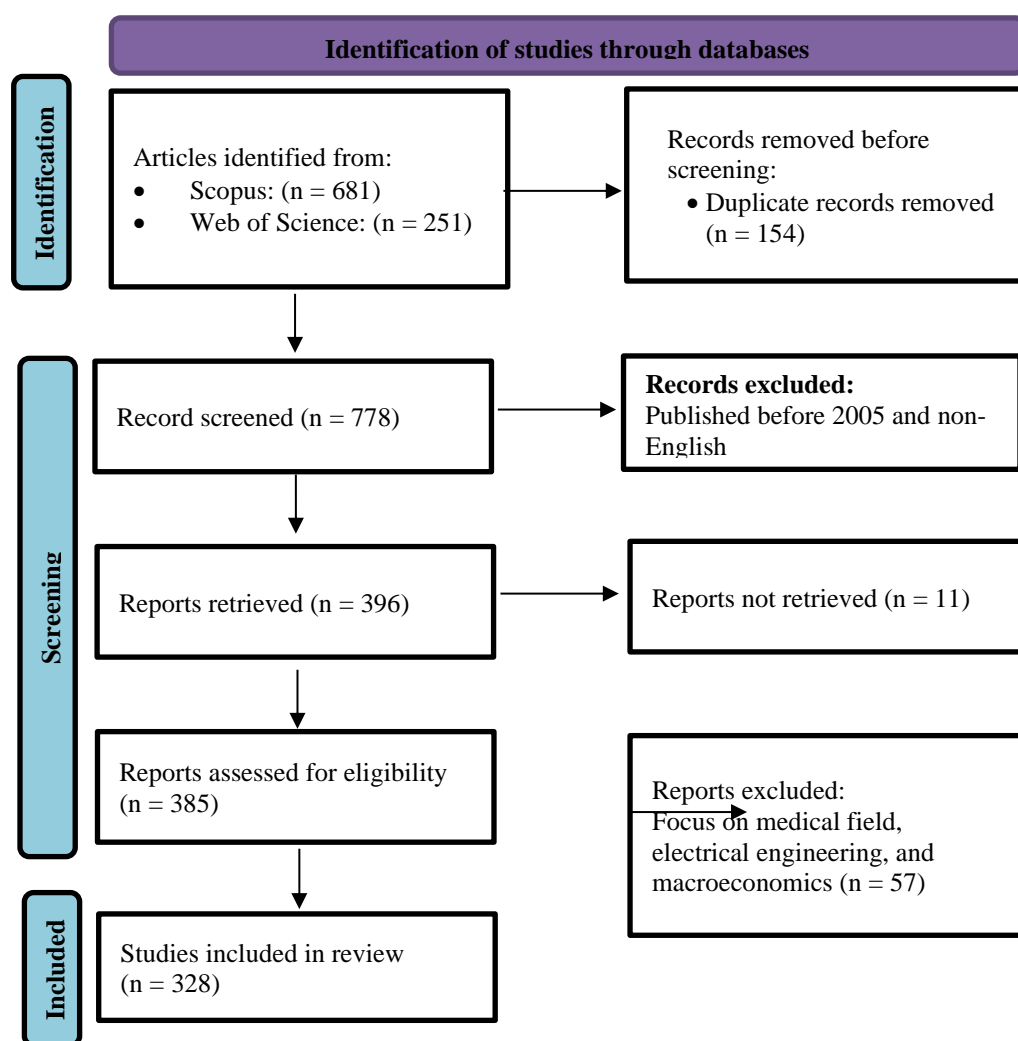 Identification of studies through databases
Identification
Articles identified from:
• Scopus: (n = 681)
• Web of Science: (n = 251)
Records removed before
screening:
• Duplicate records removed
(n = 154)
Screening
Record screened (n = 778)
Records excluded:
Published before 2005 and non-
English
Reports retrieved (n = 396)
Reports not retrieved (n = 11)
Reports assessed for eligibility
(n = 385)
Reports excluded:
Focus on medical field,
electrical engineering, and
macroeconomics (n = 57)
Included
Studies included in review
(n = 328)